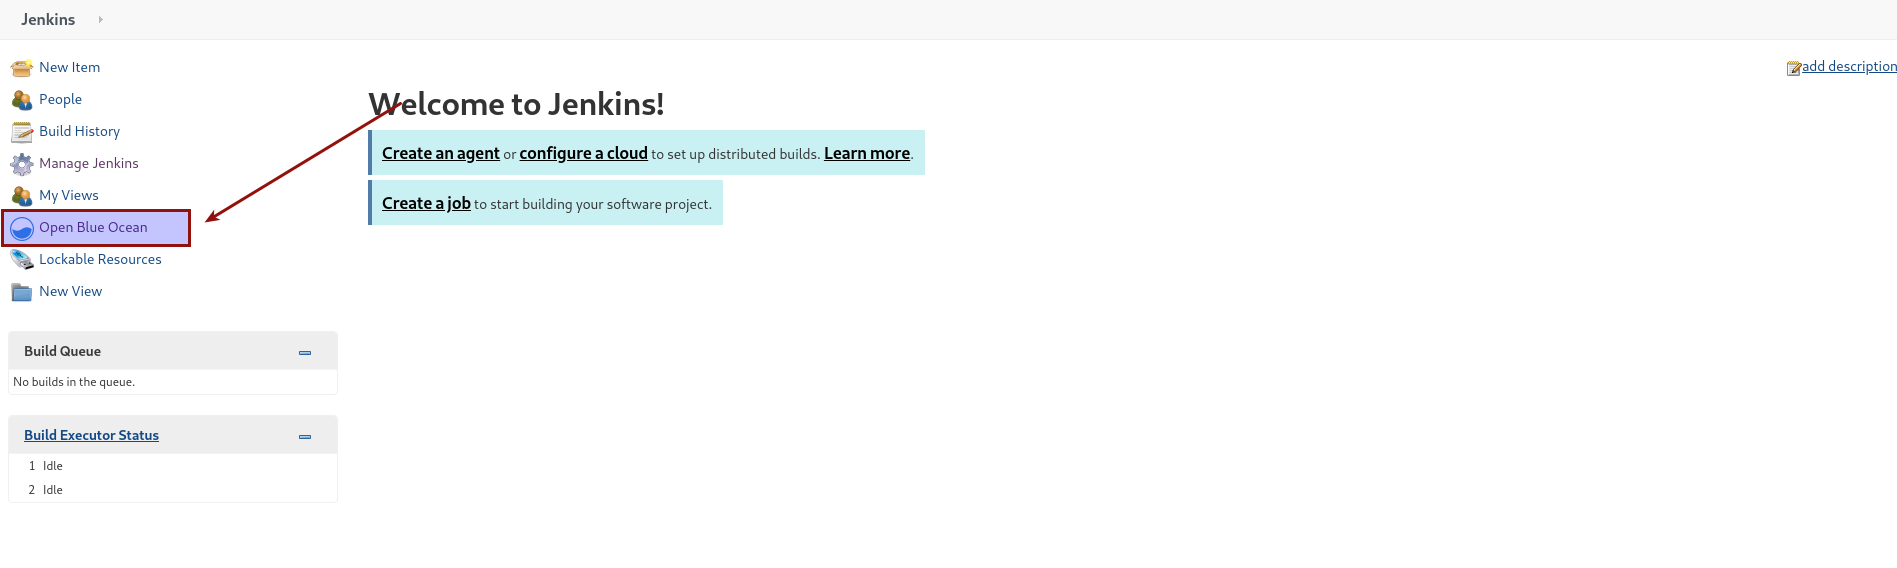 Jenkins
New Item
People
Build History
Manage Jenkins
My Views
Open Blue Ocean
Lockable Resources
New View
Build Queue
No builds in the queue.
Build Executor Status
1 Idle
2 Idle
add description
Welcome to Jenkins!
Create an agent or configure a cloud to set up distributed builds. Learn more.
Create a job to start building your software project.